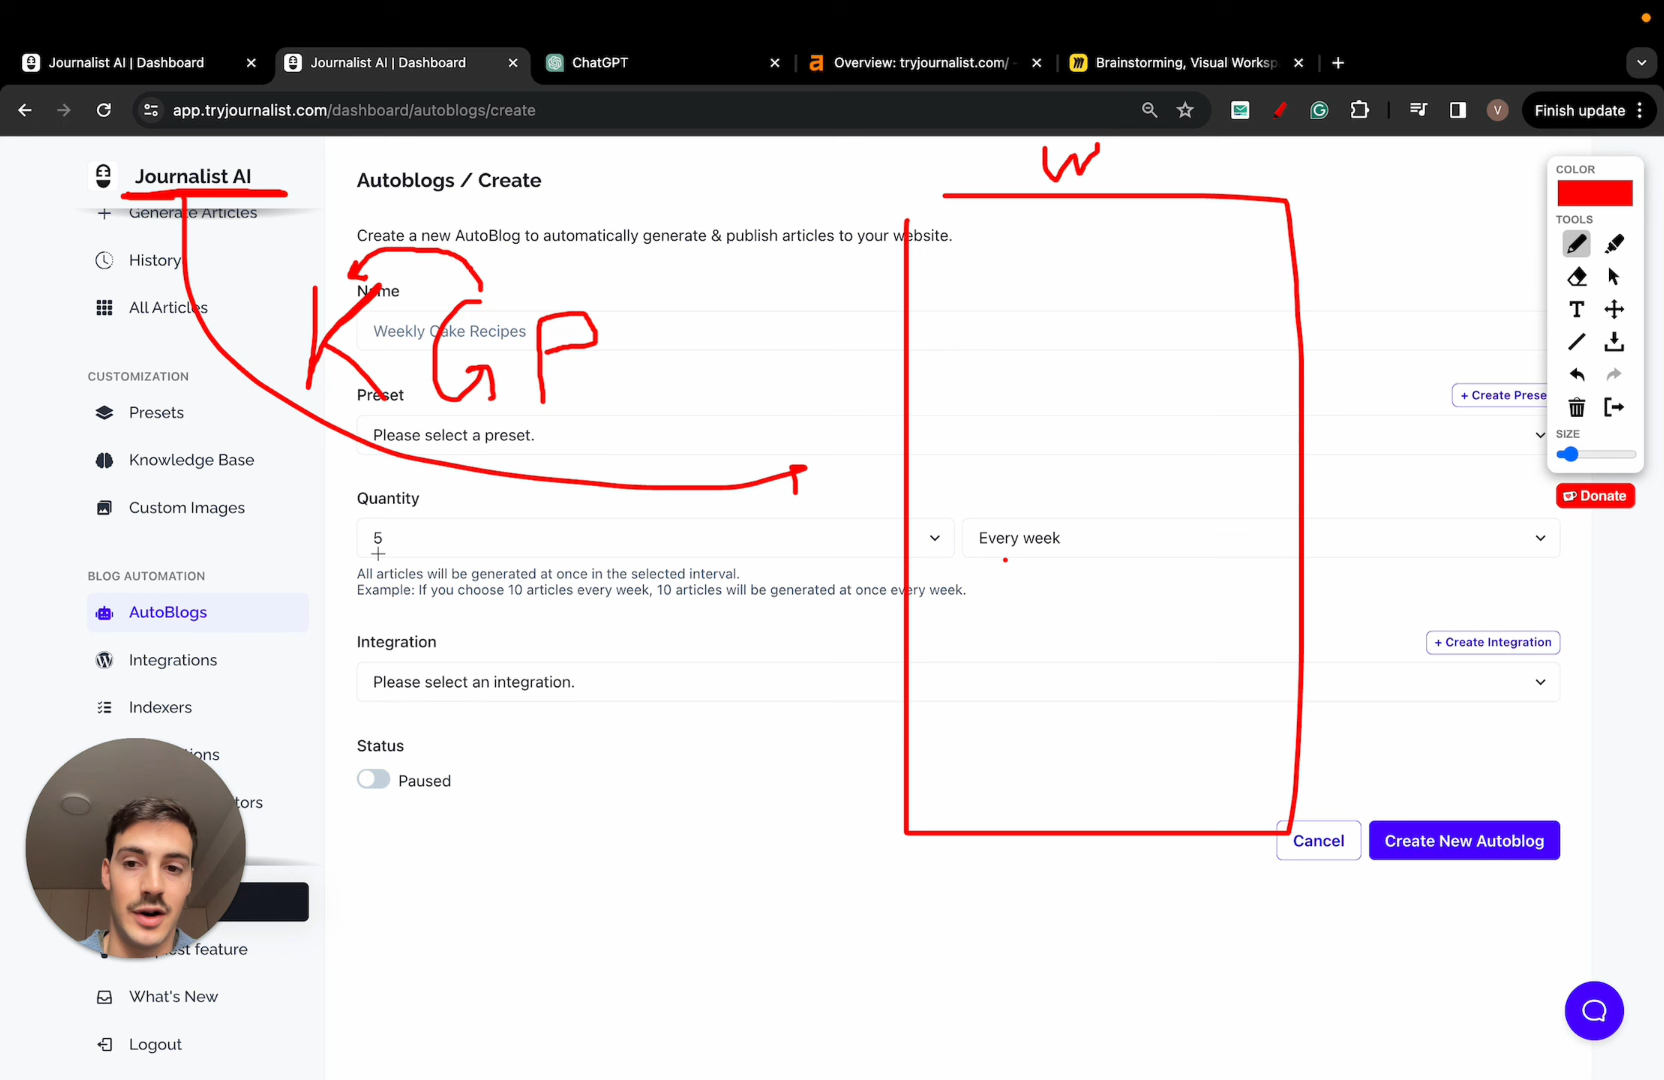 Journalist AI | Dashboard
Journalist AI | Dashboard
ChatGPT
Overview: tryjournalist.com/
Brainstorming, Visual Worksp
app.tryjournalist.com/dashboard/autoblogs/create
V
Finish update
W
Journalist AI
Generate Articles
History
All Articles
CUSTOMIZATION
Presets
Knowledge Base
Custom Images
BLOG AUTOMATION
AutoBlogs
Integrations
Indexers
ions
tors
est feature
What's New
Logout
Autoblogs / Create
Create a new AutoBlog to automatically generate & publish articles to your website.
Name
Weekly Cake Recipes
K G P
Preset
+ Create Prese
Please select a preset.
Quantity
5
Every week
All articles will be generated at once in the selected interval.
Example: If you choose 10 articles every week, 10 articles will be generated at once every week.
Integration
+ Create Integration
Please select an integration.
Status
Paused
Cancel
Create New Autoblog
COLOR
TOOLS
T
SIZE
Donate